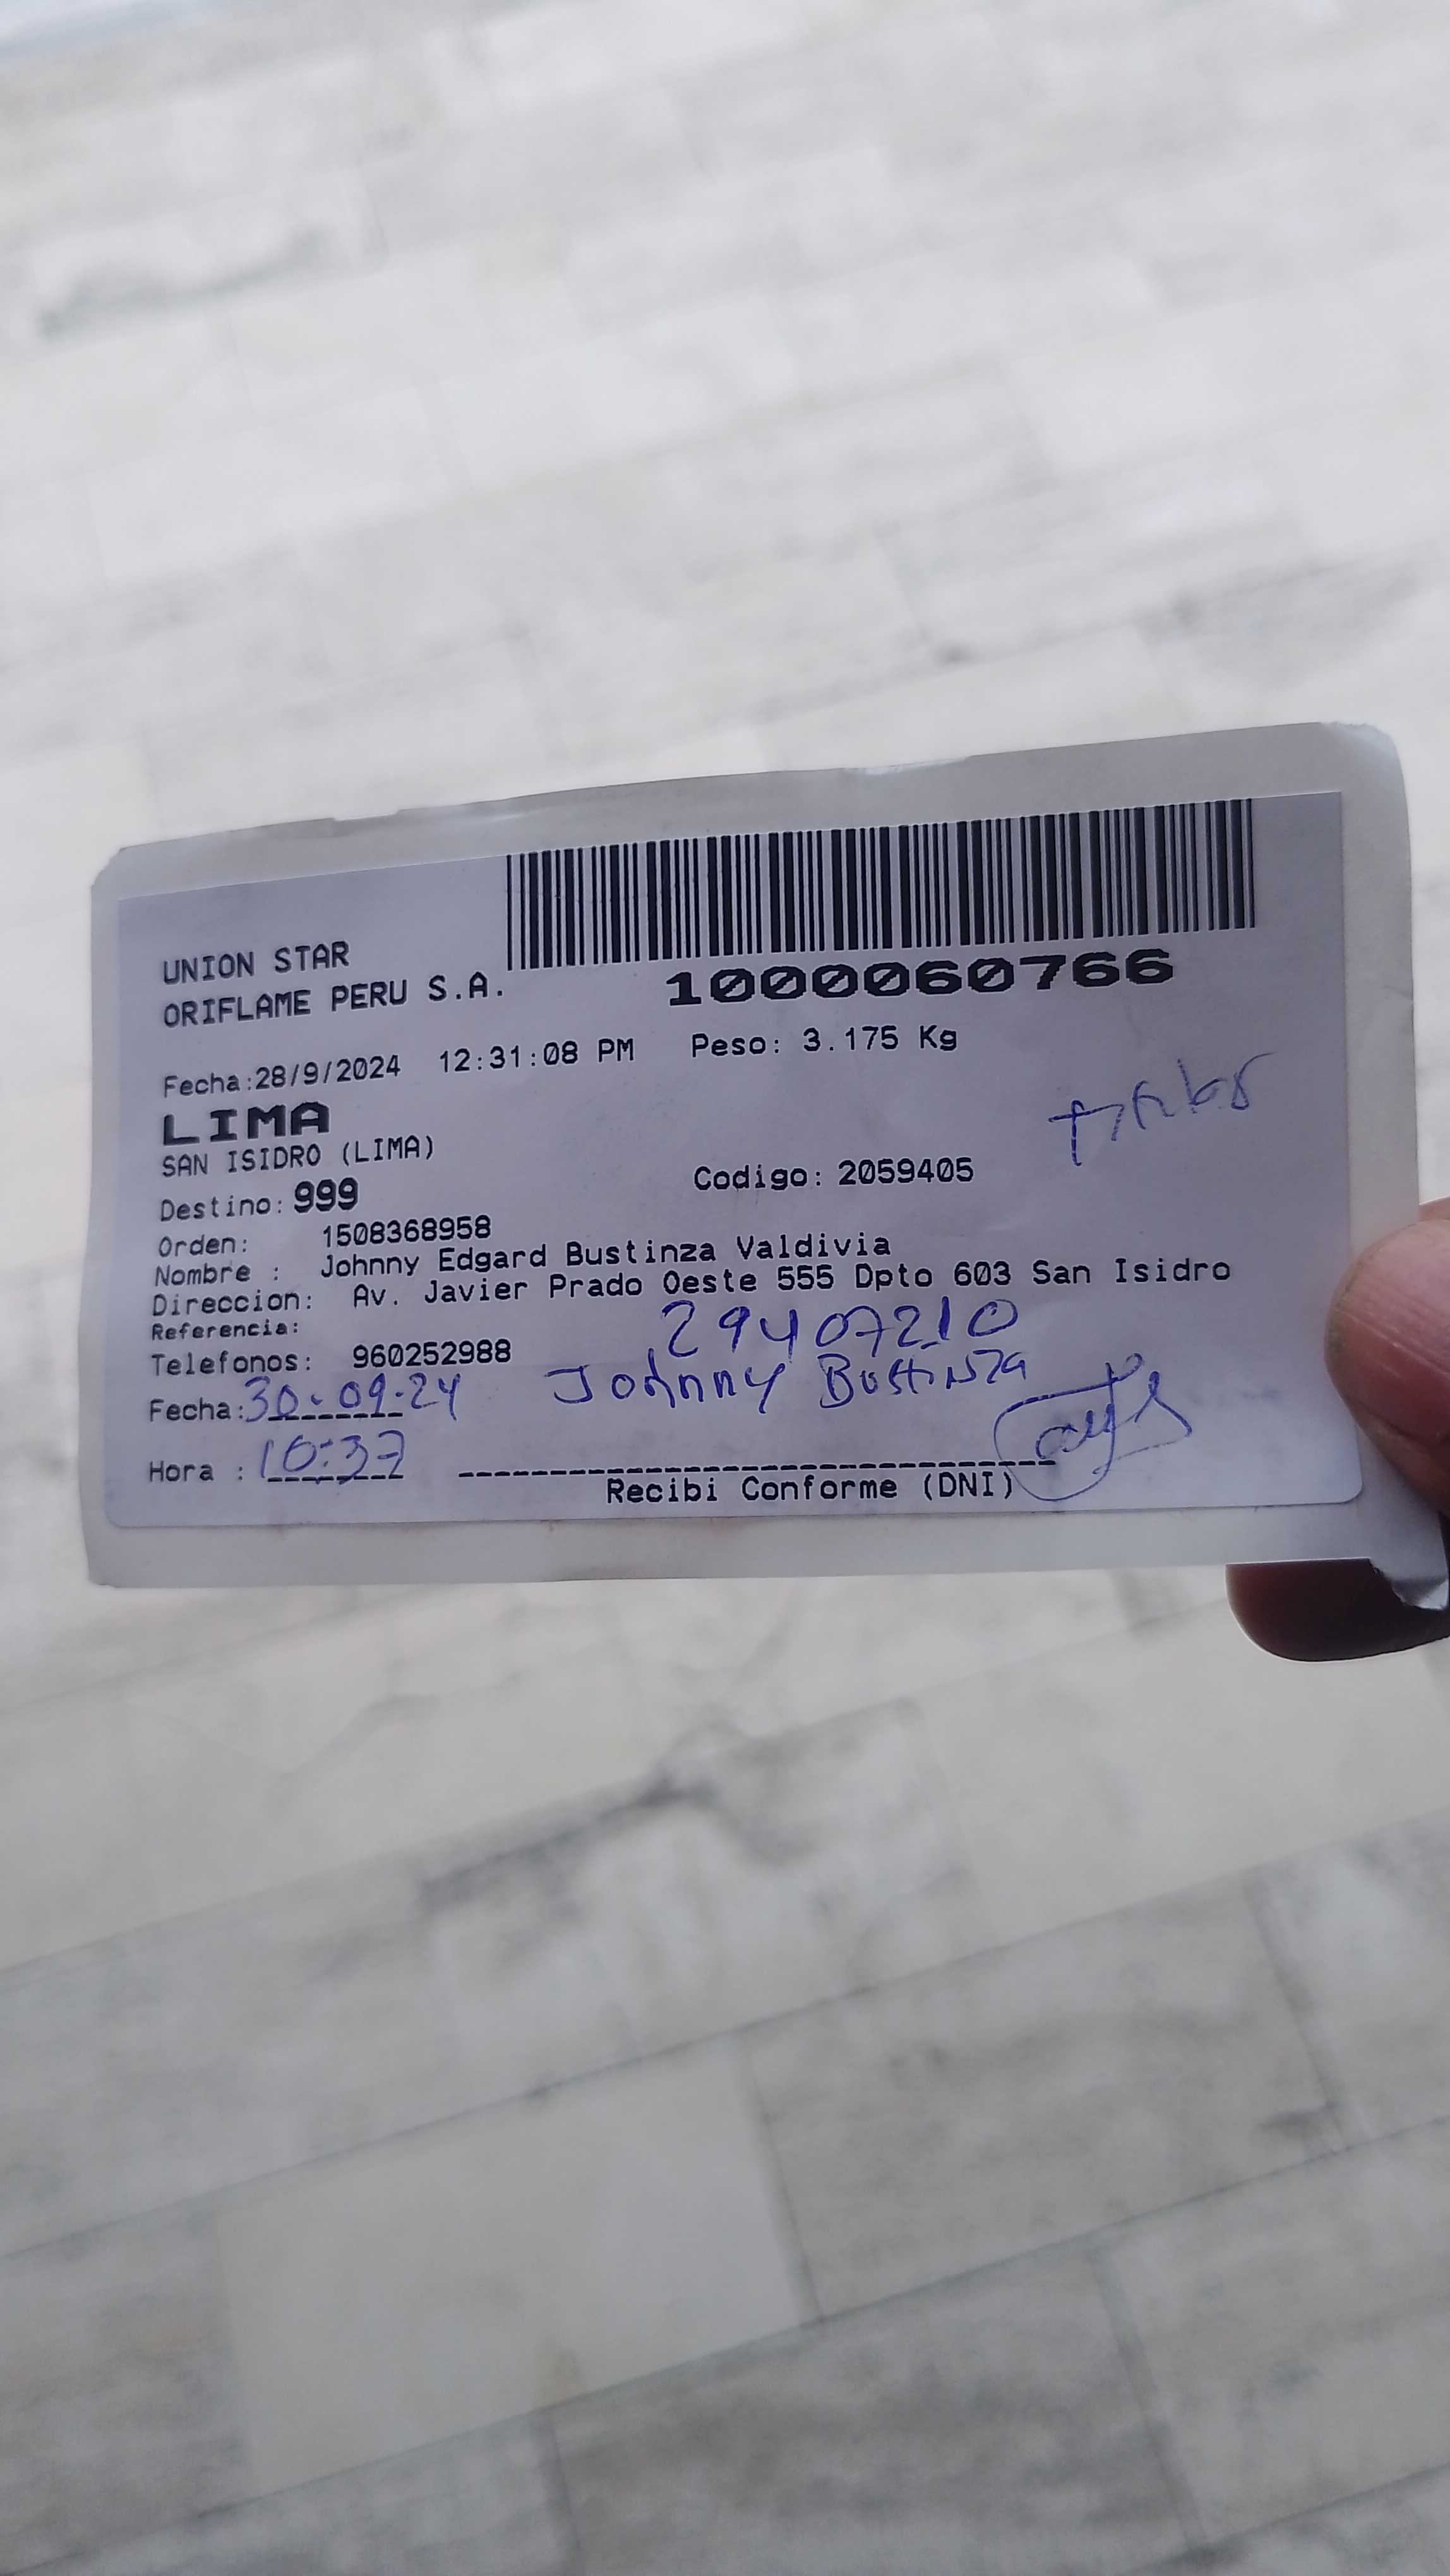 UNION STAR
ORIFLAME PERU S.A.
1000060766
Fecha:28/9/2024 12:31:08 PM Peso: 3.175 Kg
LIMA
SAN ISIDRO (LIMA)
Destino: 999 Codigo: 2059405
Orden: 1508368958
Nombre : Johnny Edgard Bustinza Valdivia
Direccion: Av. Javier Prado Oeste 555 Dpto 603 San Isidro
Referencia:
29407210
Telefonos: 960252988
Johnny Bustinza
Fecha: 30-09-24
Hora : 10:37
Recibi Conforme (DNI)